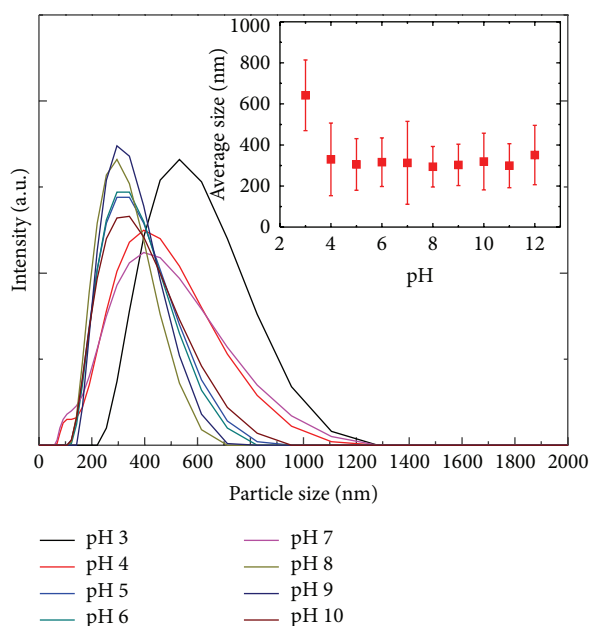 1000
800
600
400
200
0
Average size (nm)
2 4 6 8 10 12
pH
Intensity (a.u.)
0 200 400 600 800 1000 1200 1400 1600 1800 2000
Particle size (nm)
pH 3
pH 4
pH 5
pH 6
pH 7
pH 8
pH 9
pH 10